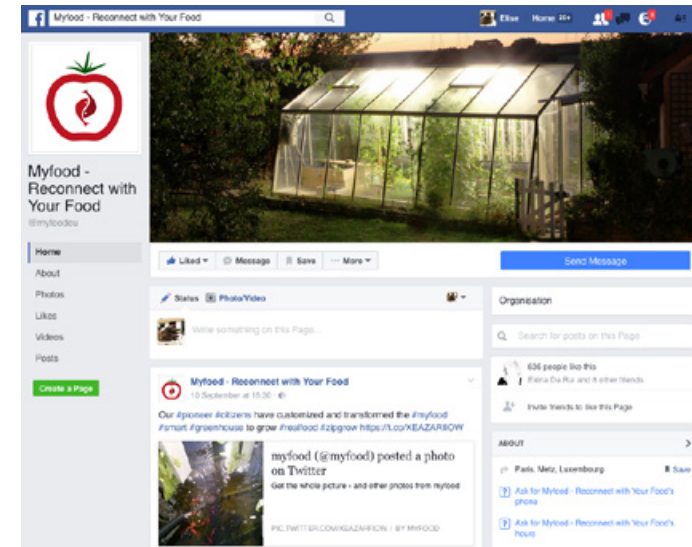 Myfood - Reconnect with Your Food
Elise Home 20+
Myfood -
Reconnect with
Your Food
@myfoodeu
Home
About
Photos
Likes
Videos
Posts
Create a Page
Liked Message Save ··· More
Send Message
Status Photo/Video
Write something on this Page...
Myfood - Reconnect with Your Food
10 September at 15:30
Our #pioneer #citizens have customized and transformed the #myfood
#smart #greenhouse to grow #realfood #zipgrow
myfood (@myfood) posted a photo
on Twitter
Get the whole picture - and other photos from myfood
BY MYFOOD
Organisation
Search for posts on this Page
636 people like this
and 8 other friends
Invite friends to like this Page
ABOUT
Paris, Metz, Luxembourg Save
Ask for Myfood - Reconnect with Your Food's
phone
Ask for Myfood - Reconnect with Your Food's
hours